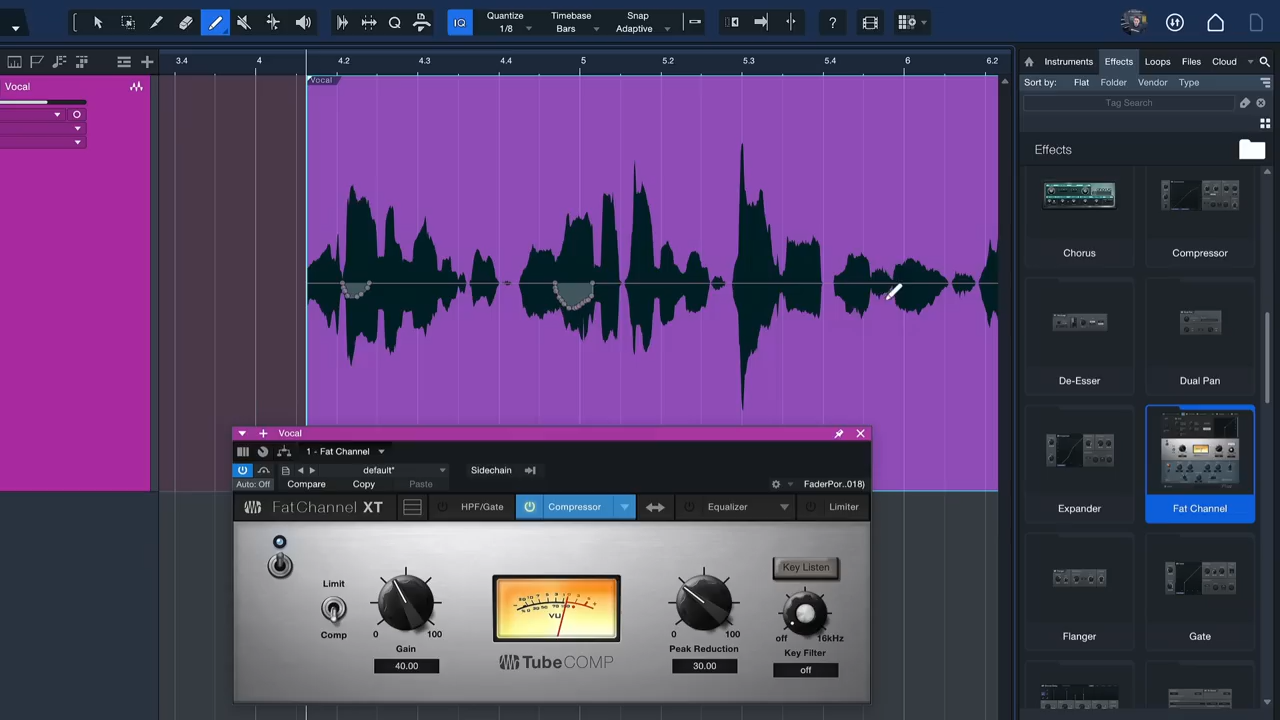 IQ
Quantize
1/8
Timebase
Bars
Snap
Adaptive
?
3.4
4
4.2
4.3
4.4
5
5.2
5.3
5.4
6
6.2
Vocal
Vocal
Instruments
Effects
Loops
Files
Cloud
Sort by:
Flat
Folder
Vendor
Type
Tag Search
Effects
Chorus
Compressor
De-Esser
Dual Pan
Expander
Fat Channel
Flanger
Gate
Vocal
1 - Fat Channel
default*
Sidechain
Auto: Off
Compare
Copy
Paste
FaderPor..018)
FatChannel XT
HPF/Gate
Compressor
Equalizer
Limiter
Limit
Comp
0
100
Gain
40.00
VU
TubeCOMP
0
100
Peak Reduction
30.00
Key Listen
off
16kHz
Key Filter
off